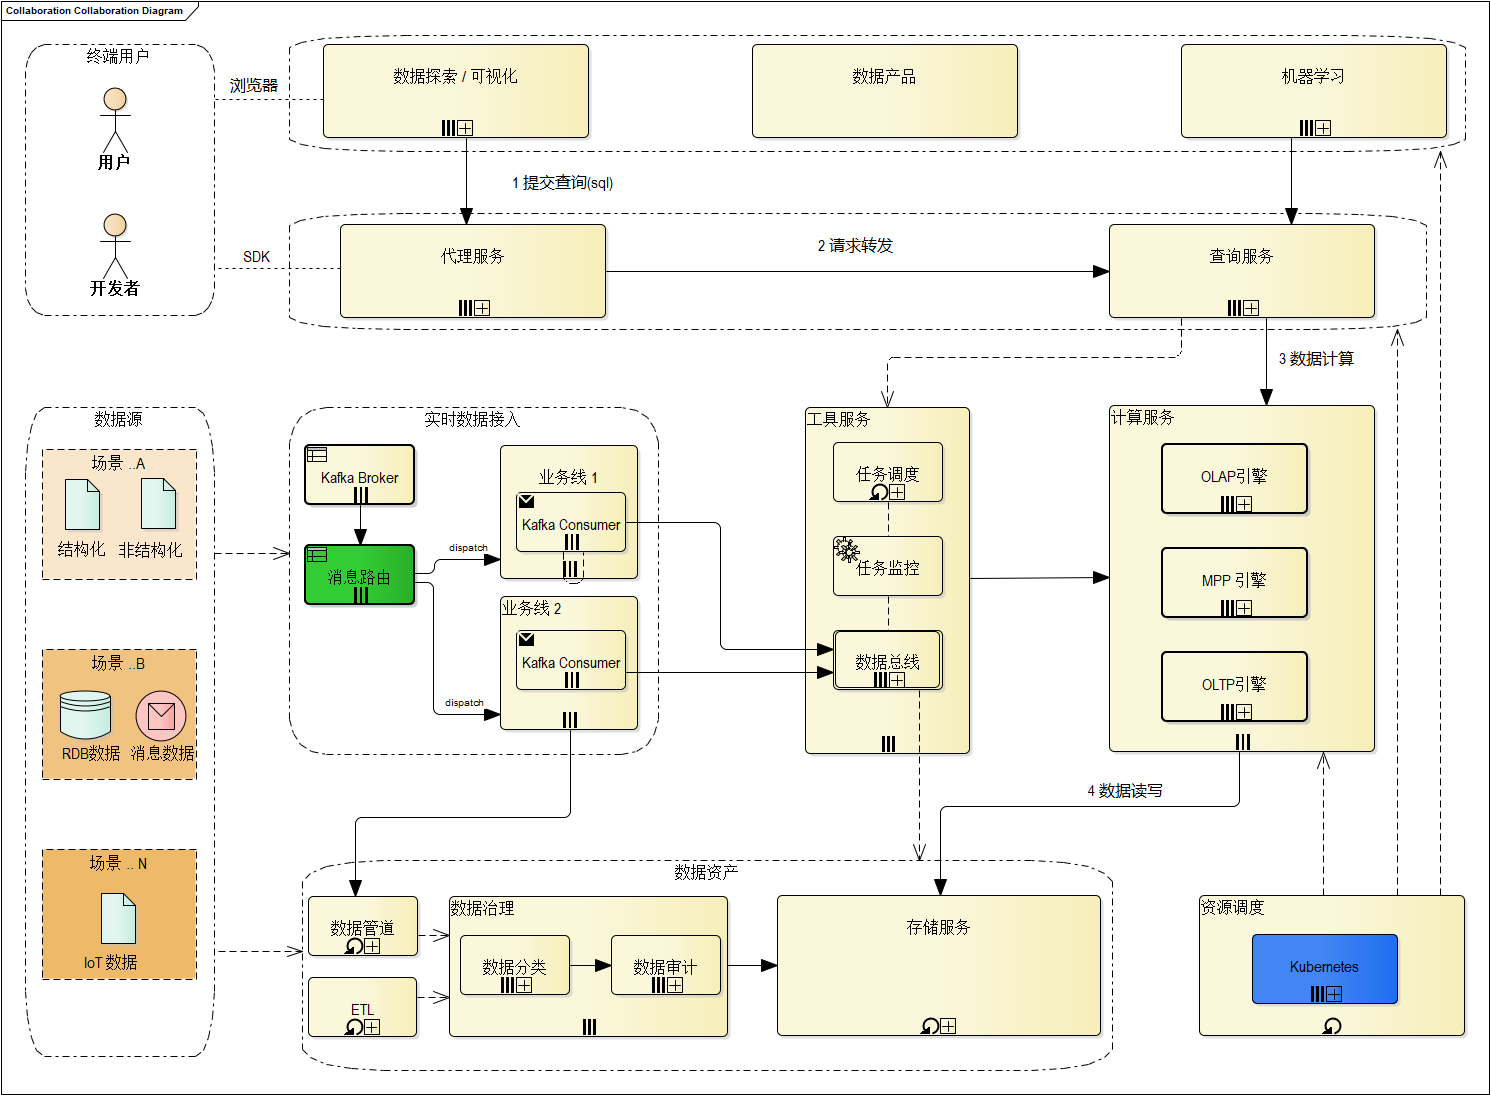 Collaboration Collaboration Diagram
终端用户
用户
开发者
浏览器
SDK
数据探索 / 可视化
数据产品
机器学习
1 提交查询(sql)
代理服务
2 请求转发
查询服务
3 数据计算
数据源
场景 ..A
结构化
非结构化
场景 ..B
RDB数据
消息数据
场景 .. N
IoT 数据
实时数据接入
Kafka Broker
消息路由
dispatch
dispatch
业务线 1
Kafka Consumer
业务线 2
Kafka Consumer
工具服务
任务调度
任务监控
数据总线
计算服务
OLAP引擎
MPP 引擎
OLTP引擎
4 数据读写
数据资产
数据管道
ETL
数据治理
数据分类
数据审计
存储服务
资源调度
Kubernetes